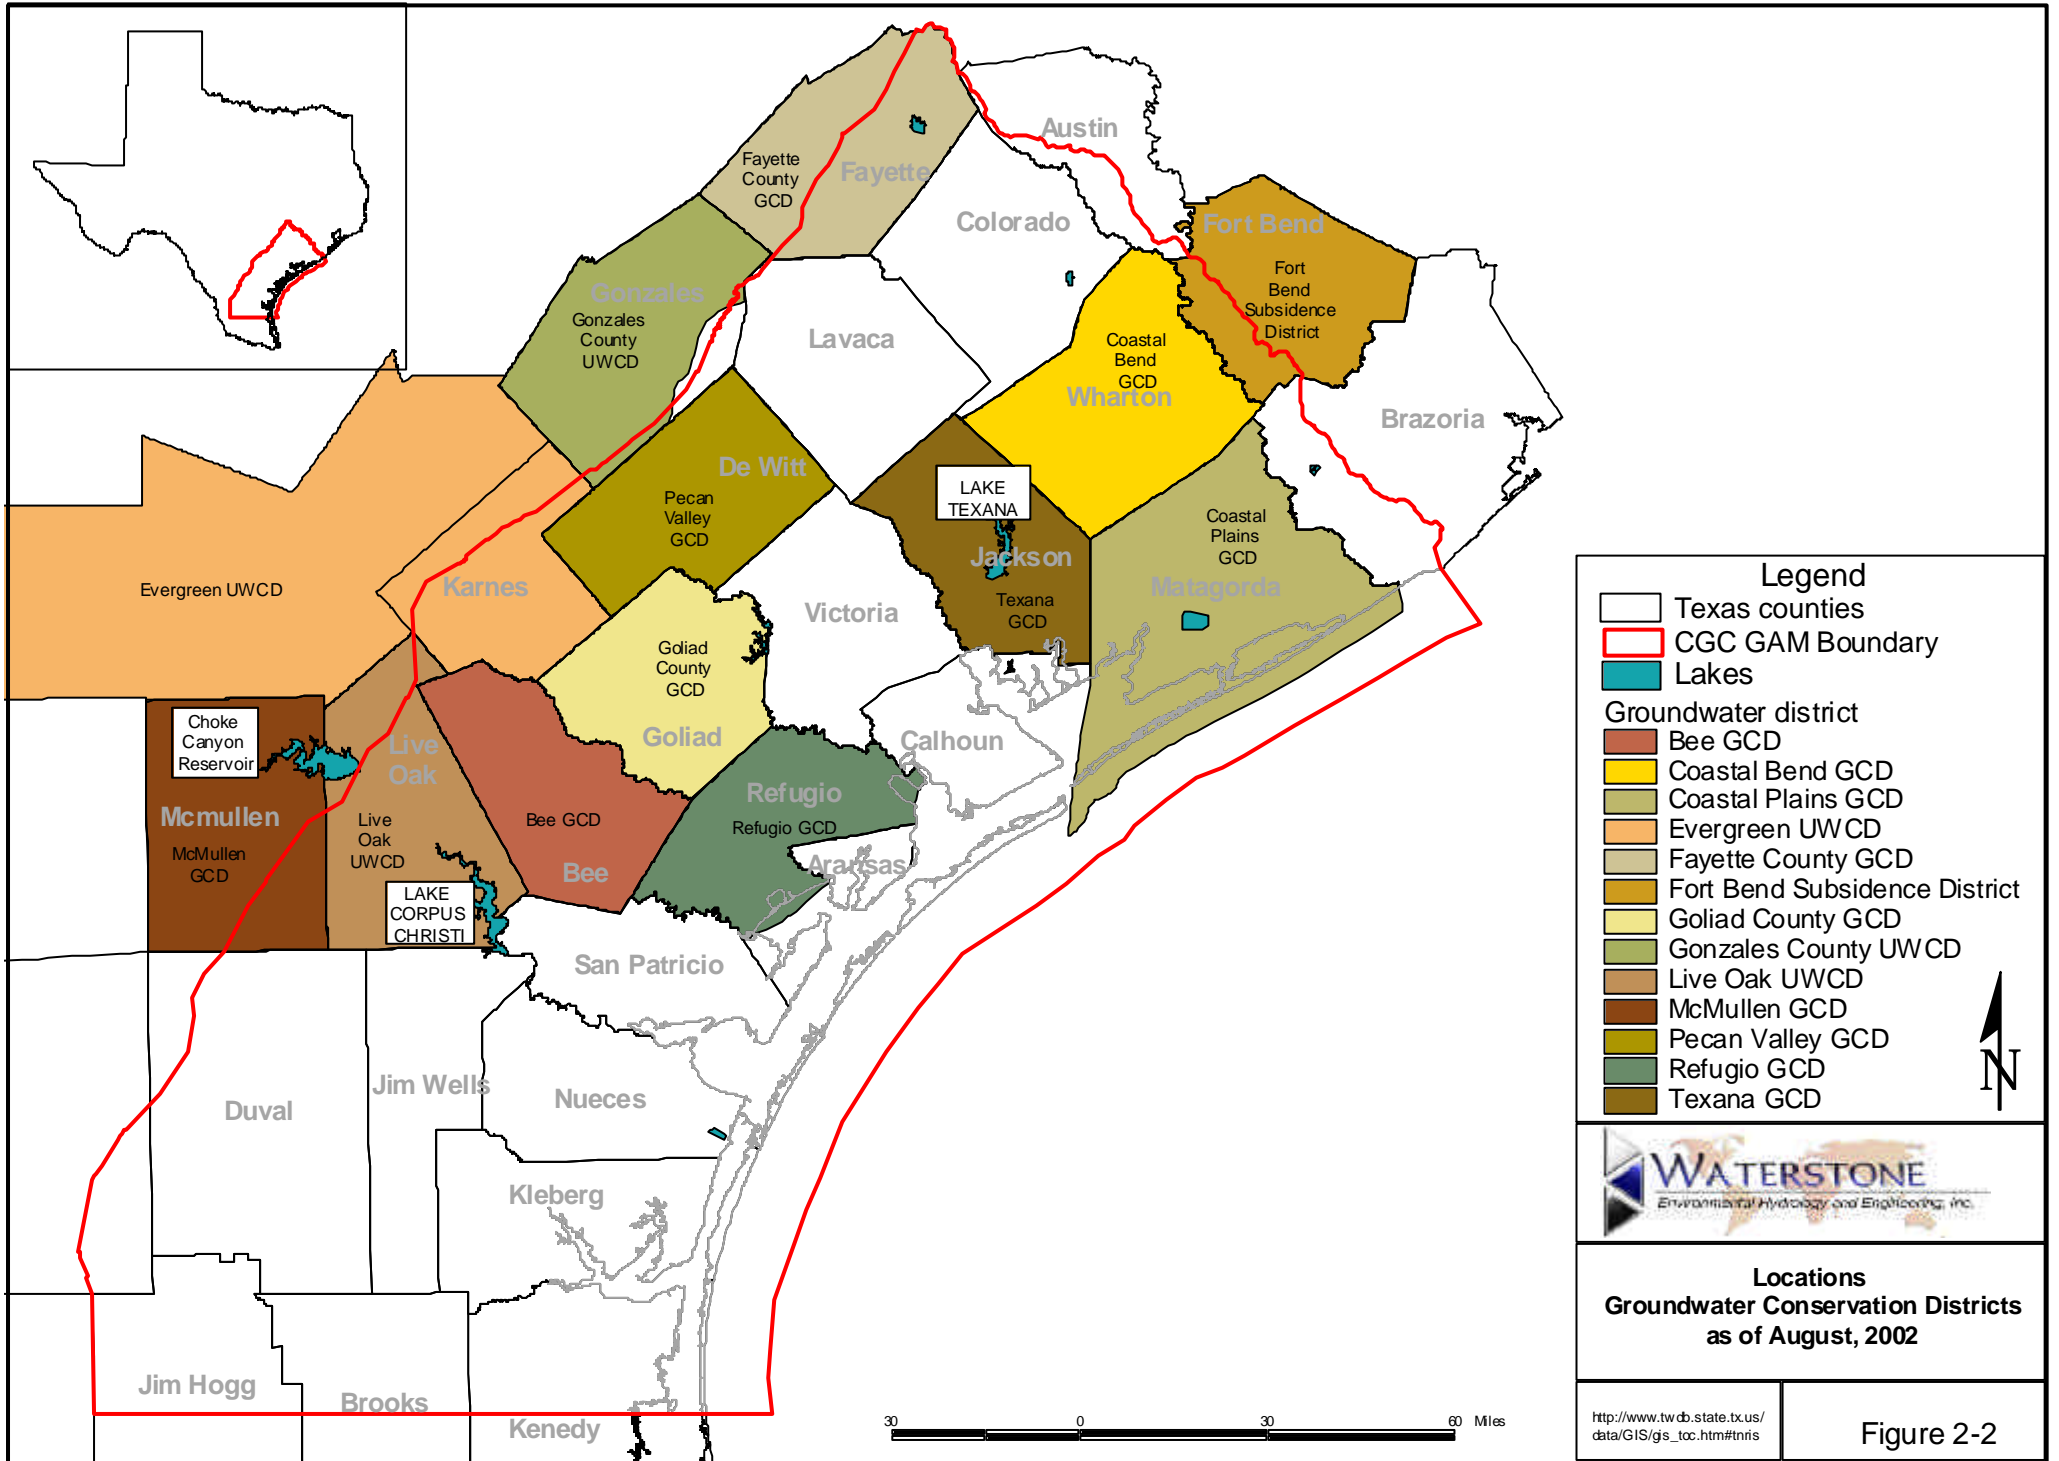 Austin
Fayette
County
GCD
Fayette
Colorado
Fort Bend
Fort
Bend
Subsidence
District
Gonzales
Gonzales
County
UWCD
Lavaca
Coastal
Bend
GCD
Wharton
Brazoria
De Witt
Pecan
Valley
GCD
LAKE
TEXANA
Coastal
Plains
GCD
Jackson
Matagorda
Texana
GCD
Evergreen UWCD
Karnes
Victoria
Goliad
County
GCD
Goliad
Choke
Canyon
Reservoir
Live
Oak
Calhoun
Mcmullen
McMullen
GCD
Live
Oak
UWCD
Bee GCD
Bee
Refugio
Refugio GCD
Aransas
LAKE
CORPUS
CHRISTI
San Patricio
Duval
Jim Wells
Nueces
Kleberg
Jim Hogg
Brooks
Kenedy
30 0 30 60 Miles
Legend
Texas counties
CGC GAM Boundary
Lakes
Groundwater district
Bee GCD
Coastal Bend GCD
Coastal Plains GCD
Evergreen UWCD
Fayette County GCD
Fort Bend Subsidence District
Goliad County GCD
Gonzales County UWCD
Live Oak UWCD
McMullen GCD
Pecan Valley GCD
Refugio GCD
Texana GCD
N
WATERSTONE
Environmental Hydrology and Engineering, Inc.
Locations
Groundwater Conservation Districts
as of August, 2002
http://www.twdb.state.tx.us/
data/GIS/gis_toc.htm#tnris
Figure 2-2